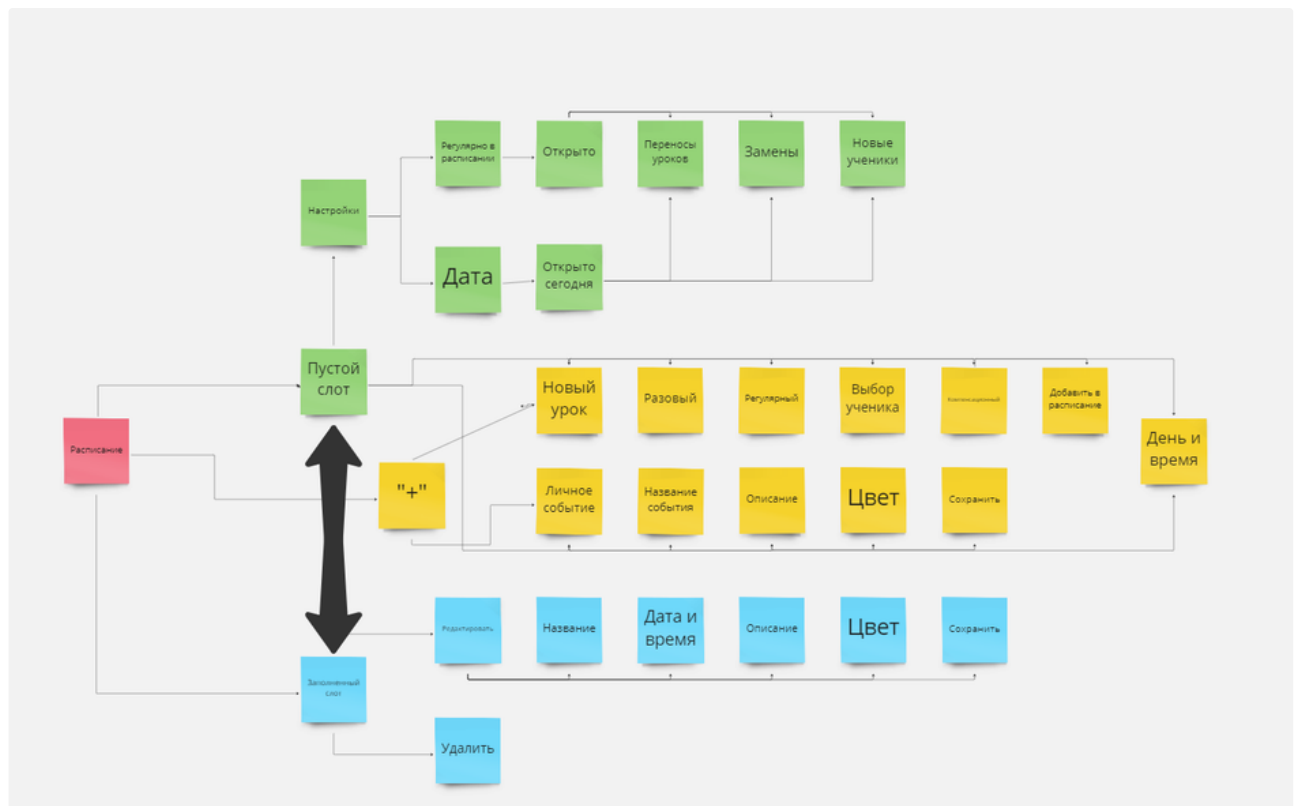 Регулярно в
расписании
Открыто
Переносы
уроков
Замены
Новые
ученики
Настройки
Дата
Открыто
сегодня
Пустой
слот
Новый
урок
Разовый
Регулярный
Выбор
ученика
Компенсационный
Добавить в
расписание
Расписание
День и
время
"+"
Личное
событие
Название
события
Описание
Цвет
Сохранить
Редактировать
Название
Дата и
время
Описание
Цвет
Сохранить
Заполненный
слот
Удалить